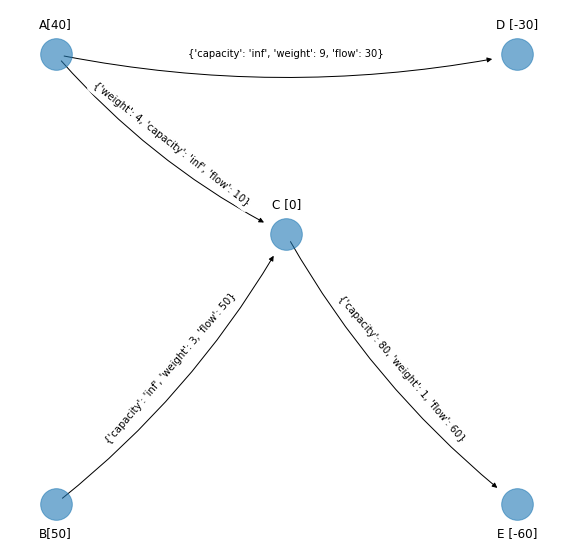 A[40]
D [-30]
{'capacity': 'inf', 'weight': 9, 'flow': 30}
{'weight': 4, 'capacity': 'inf', 'flow': 10}
C [0]
{'capacity': 'inf', 'weight': 3, 'flow': 50}
{'capacity': 80, 'weight': 1, 'flow': 60}
B[50]
E [-60]